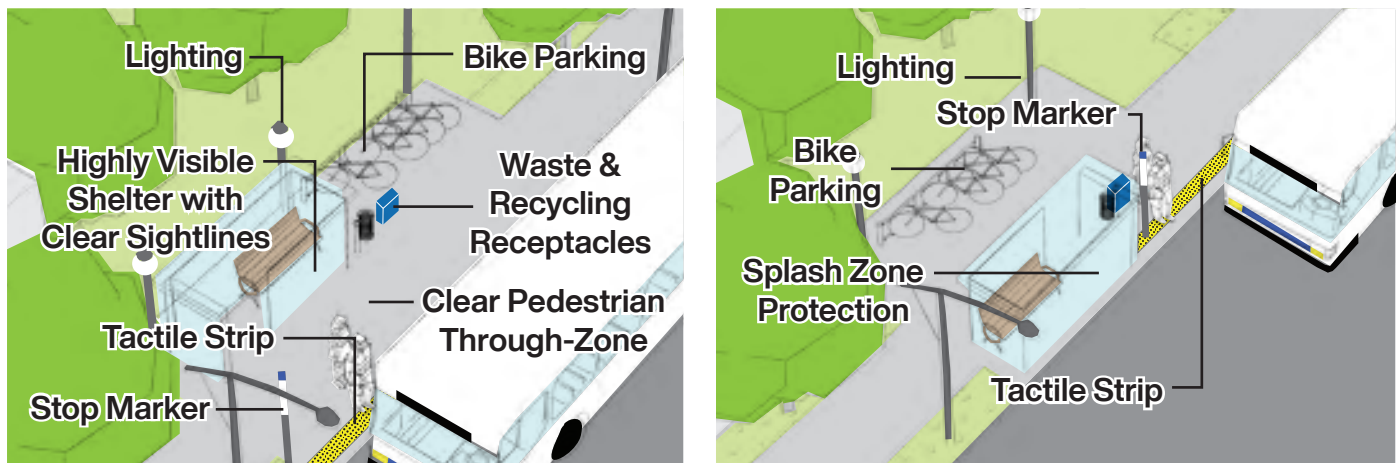 Lighting
Bike Parking
Highly Visible
Shelter with
Clear Sightlines
Waste &
Recycling
Receptacles
Clear Pedestrian
Through-Zone
Tactile Strip
Stop Marker
Lighting
Stop Marker
Bike
Parking
Splash Zone
Protection
Tactile Strip